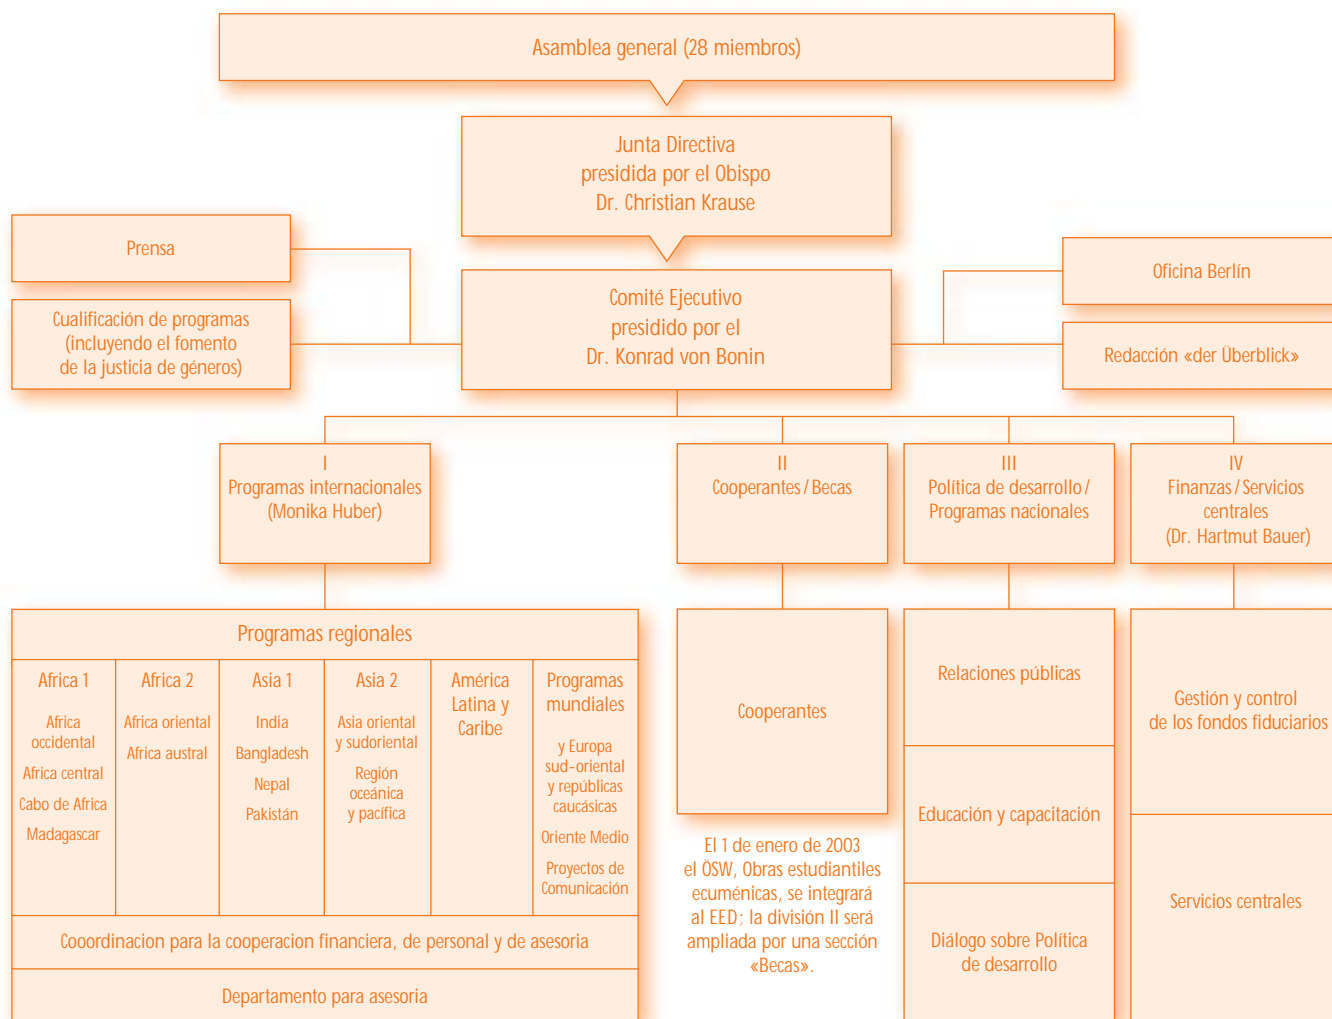 Asamblea general (28 miembros)
Junta Directiva
presidida por el Obispo
Dr. Christian Krause
Prensa
Cualificación de programas
(incluyendo el fomento
de la justicia de géneros)
Comité Ejecutivo
presidido por el
Dr. Konrad von Bonin
Oficina Berlín
Redacción «der Überblick»
I
Programas internacionales
(Monika Huber)
II
Cooperantes / Becas
III
Política de desarrollo /
Programas nacionales
IV
Finanzas / Servicios
centrales
(Dr. Hartmut Bauer)
Programas regionales
Africa 1
Africa
occidental
Africa central
Cabo de Africa
Madagascar
Africa 2
Africa oriental
Africa austral
Asia 1
India
Bangladesh
Nepal
Pakistán
Asia 2
Asia oriental
y sudoriental
Región
oceánica
y pacífica
América
Latina y
Caribe
Programas
mundiales
y Europa
sud-oriental
y repúblicas
caucásicas
Oriente Medio
Proyectos de
Comunicación
Cooordinacion para la cooperacion financiera, de personal y de asesoria
Departamento para asesoria
Cooperantes
El 1 de enero de 2003
el ÖSW, Obras estudiantiles
ecuménicas, se integrará
al EED; la división II será
ampliada por una sección
«Becas».
Relaciones públicas
Educación y capacitación
Diálogo sobre Política
de desarrollo
Gestión y control
de los fondos fiduciarios
Servicios centrales